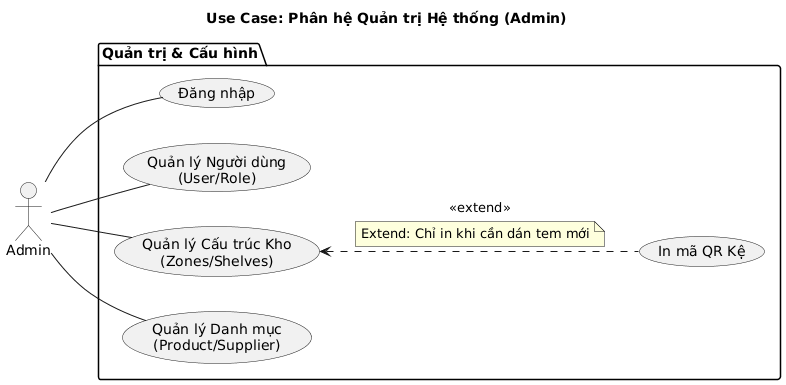 Use Case: Phân hệ Quản trị Hệ thống (Admin)
Quản trị & Cấu hình
Đăng nhập
Quản lý Người dùng
(User/Role)
Admin
Quản lý Cấu trúc Kho
(Zones/Shelves)
«extend»
Extend: Chỉ in khi cần dán tem mới
In mã QR Kệ
Quản lý Danh mục
(Product/Supplier)